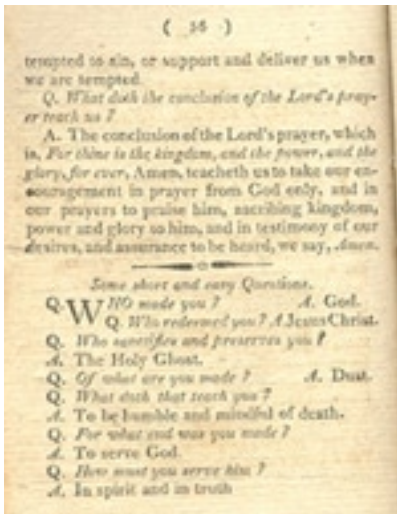 ( 56 )
tempted to sin, or support and deliver us when
we are tempted.
Q. What doth the conclusion of the Lord's pray-
er teach us ?
A. The conclusion of the Lord's prayer, which
is, For thine is the kingdom, and the power, and the
glory, for ever, Amen, teacheth us to take our en-
couragement in prayer from God only, and in
our prayers to praise him, ascribing kingdom,
power and glory to him, and in testimony of our
desires, and assurance to be heard, we say, Amen.
Some short and easy Questions.
Q. WHO made you ? A. God.
Q. Who redeemed you ? A Jesus Christ.
Q. Who sanctifies and preserves you ?
A. The Holy Ghost.
Q. Of what are you made ? A. Dust.
Q. What doth that teach you ?
A. To be humble and mindful of death.
Q. For what end was you made ?
A. To serve God.
Q. How must you serve him ?
A. In spirit and in truth